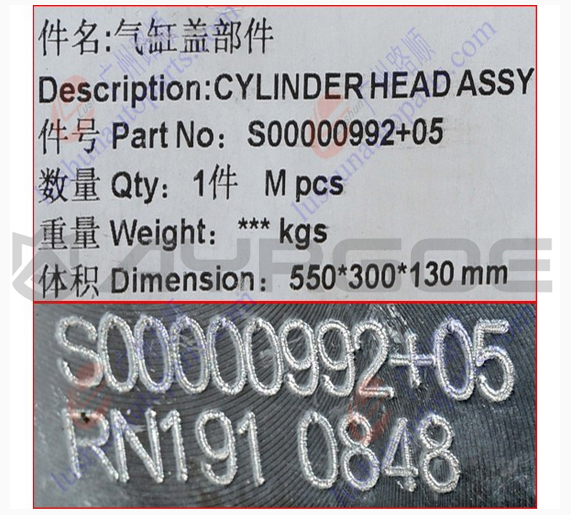 件名:气缸盖部件
Description:CYLINDER HEAD ASSY
件号 Part No: S00000992+05
数量 Qty: 1件 M pcs
重量 Weight: *** kgs
体积 Dimension: 550*300*130 mm
S00000992+05
RN191 0848